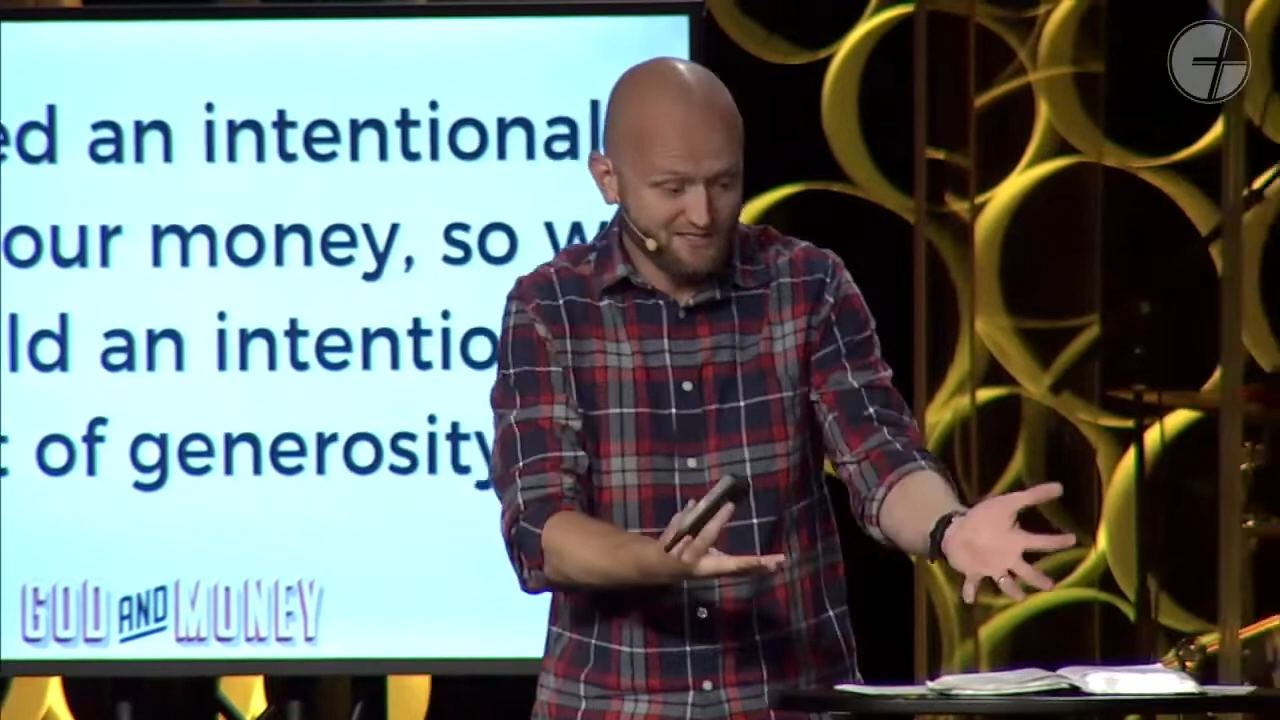 ed an intentional
our money, so w
ld an intentio
t of generosity
GOD AND MONEY